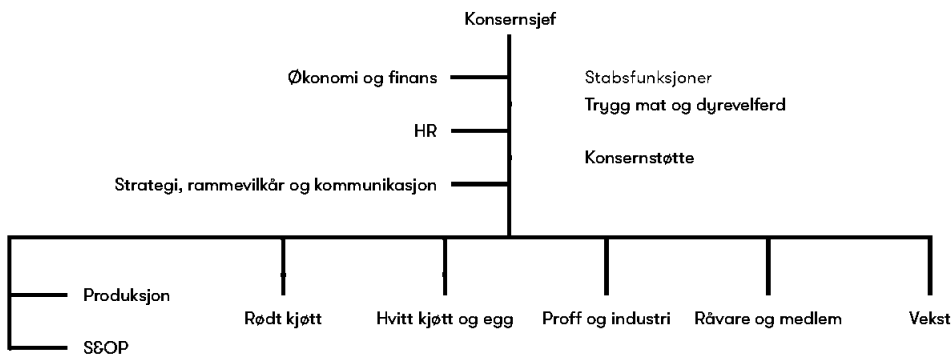 Konsernsjef
Økonomi og finans
Stabsfunksjoner
Trygg mat og dyrevelferd
HR
Konsernstøtte
Strategi, rammevilkår og kommunikasjon
Produksjon
Rødt kjøtt
Hvitt kjøtt og egg
Proff og industri
Råvare og medlem
Vekst
S&OP